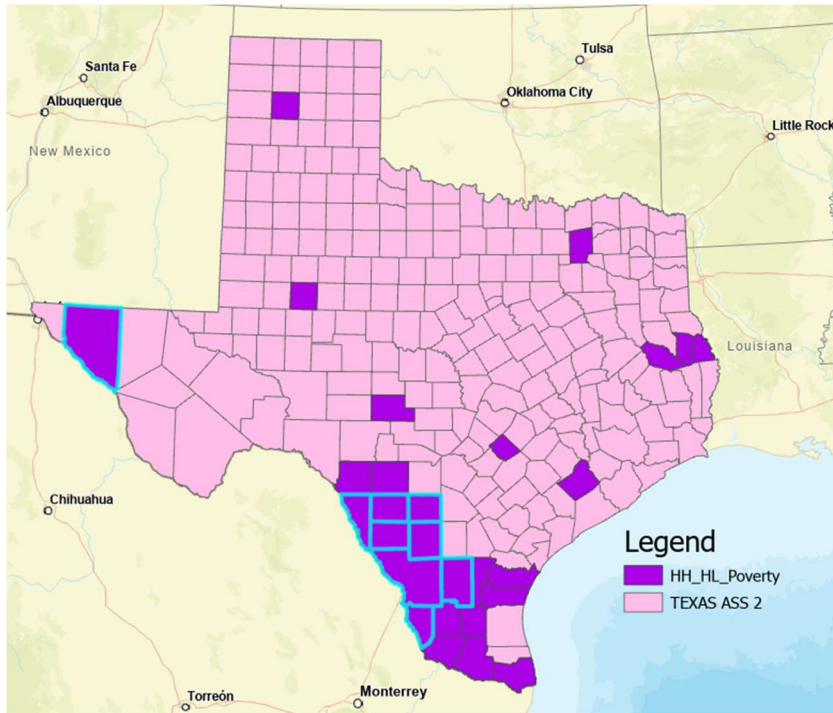 Tulsa
Santa Fe
Oklahoma City
Albuquerque
Little Rock
New Mexico
Louisiana
Chihuahua
Legend
HH_HL_Poverty
TEXAS ASS 2
Torreón
Monterrey